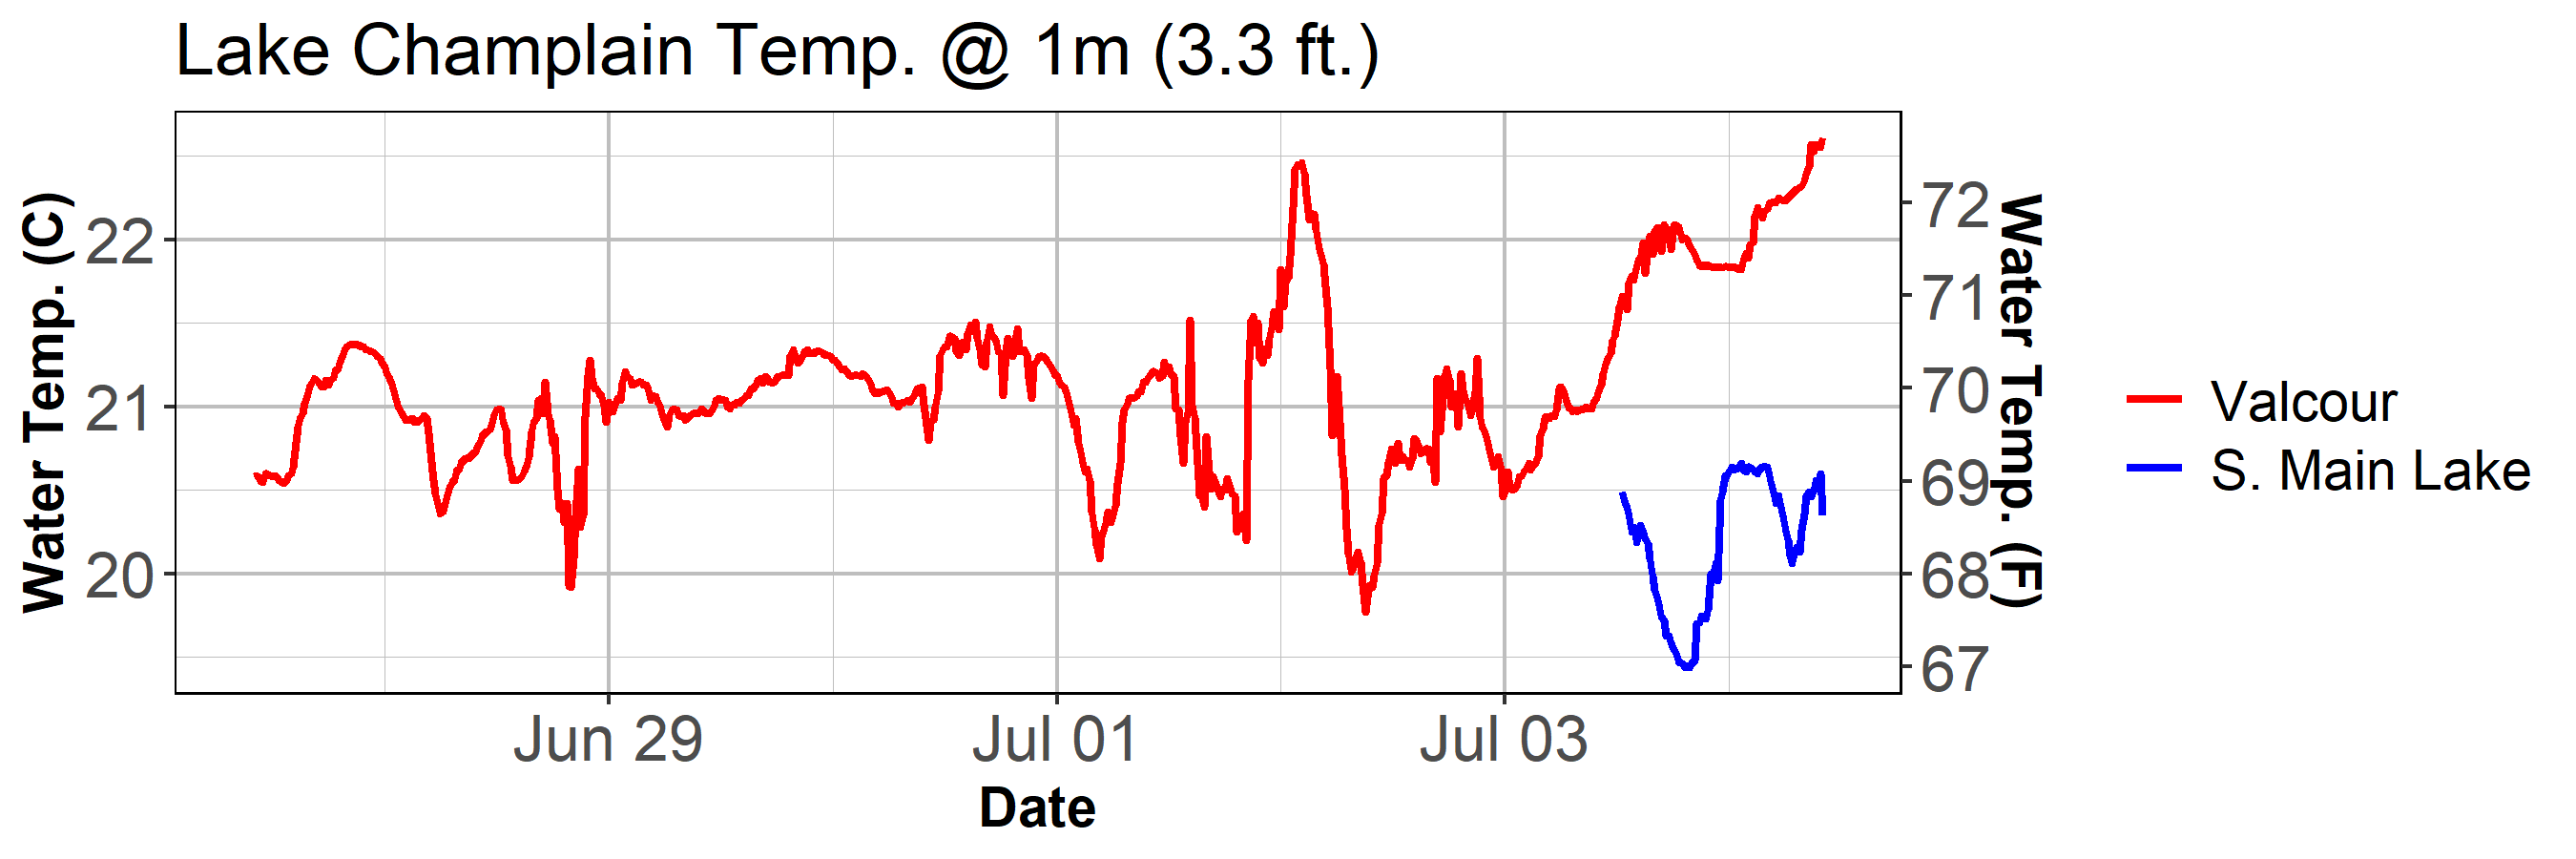 Lake Champlain Temp. @ 1m (3.3 ft.)
Water Temp. (C)
22
21
20
72
71
70
69
68
67
Water Temp. (F)
Jun 29
Jul 01
Jul 03
Date
Valcour
S. Main Lake